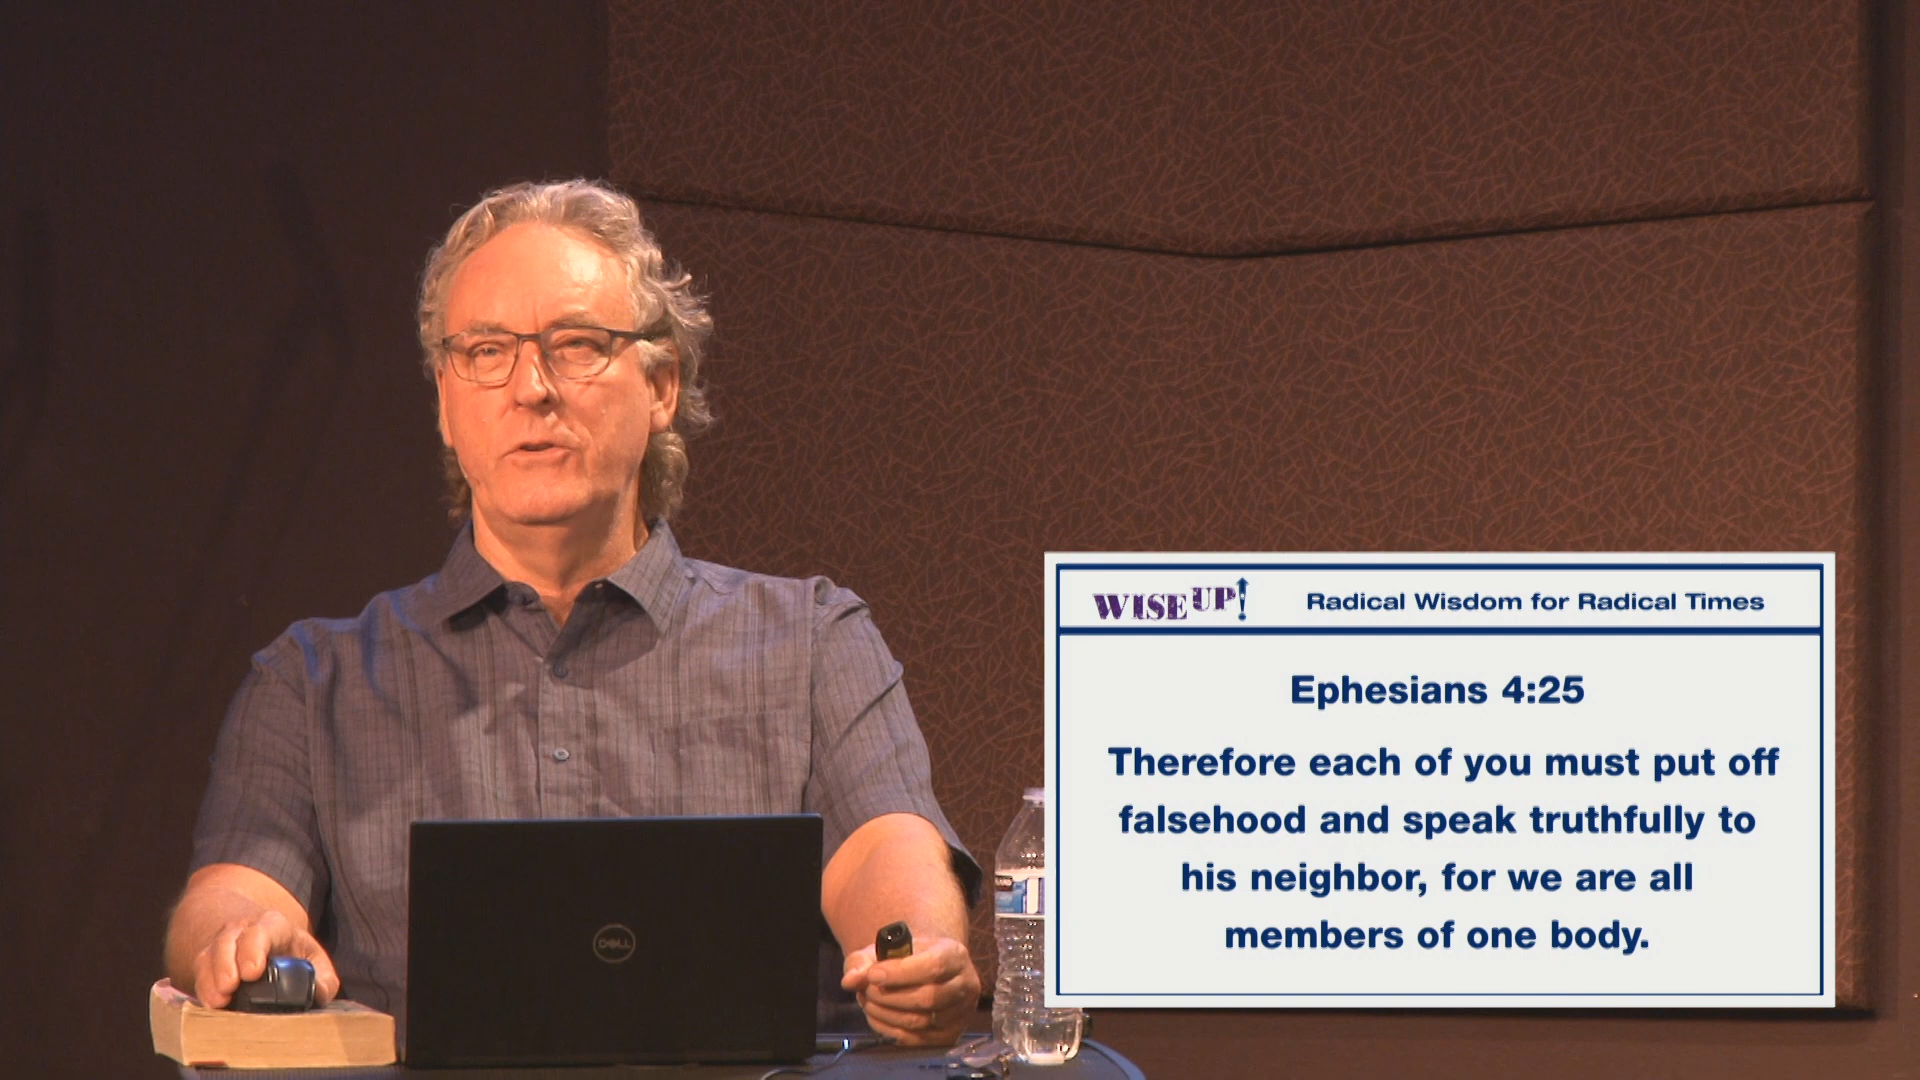 WISE UP!
Radical Wisdom for Radical Times
Ephesians 4:25
Therefore each of you must put off
falsehood and speak truthfully to
his neighbor, for we are all
members of one body.
DELL